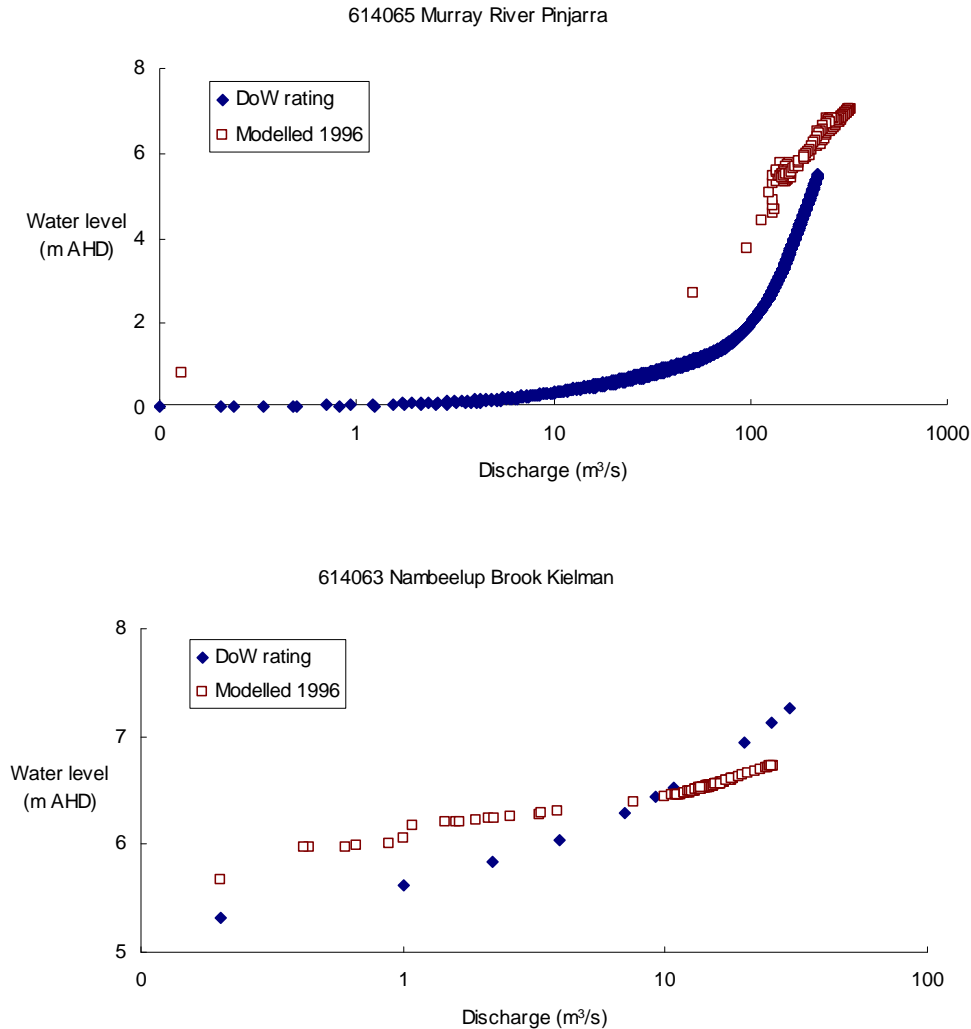 614065 Murray River Pinjarra
8
DoW rating
Modelled 1996
6
Water level
(m AHD)
4
2
0
0 1 10 100 1000
Discharge (m³/s)
614063 Nambeelup Brook Kielman
8
DoW rating
Modelled 1996
7
Water level
(m AHD)
6
5
0 1 10 100
Discharge (m³/s)